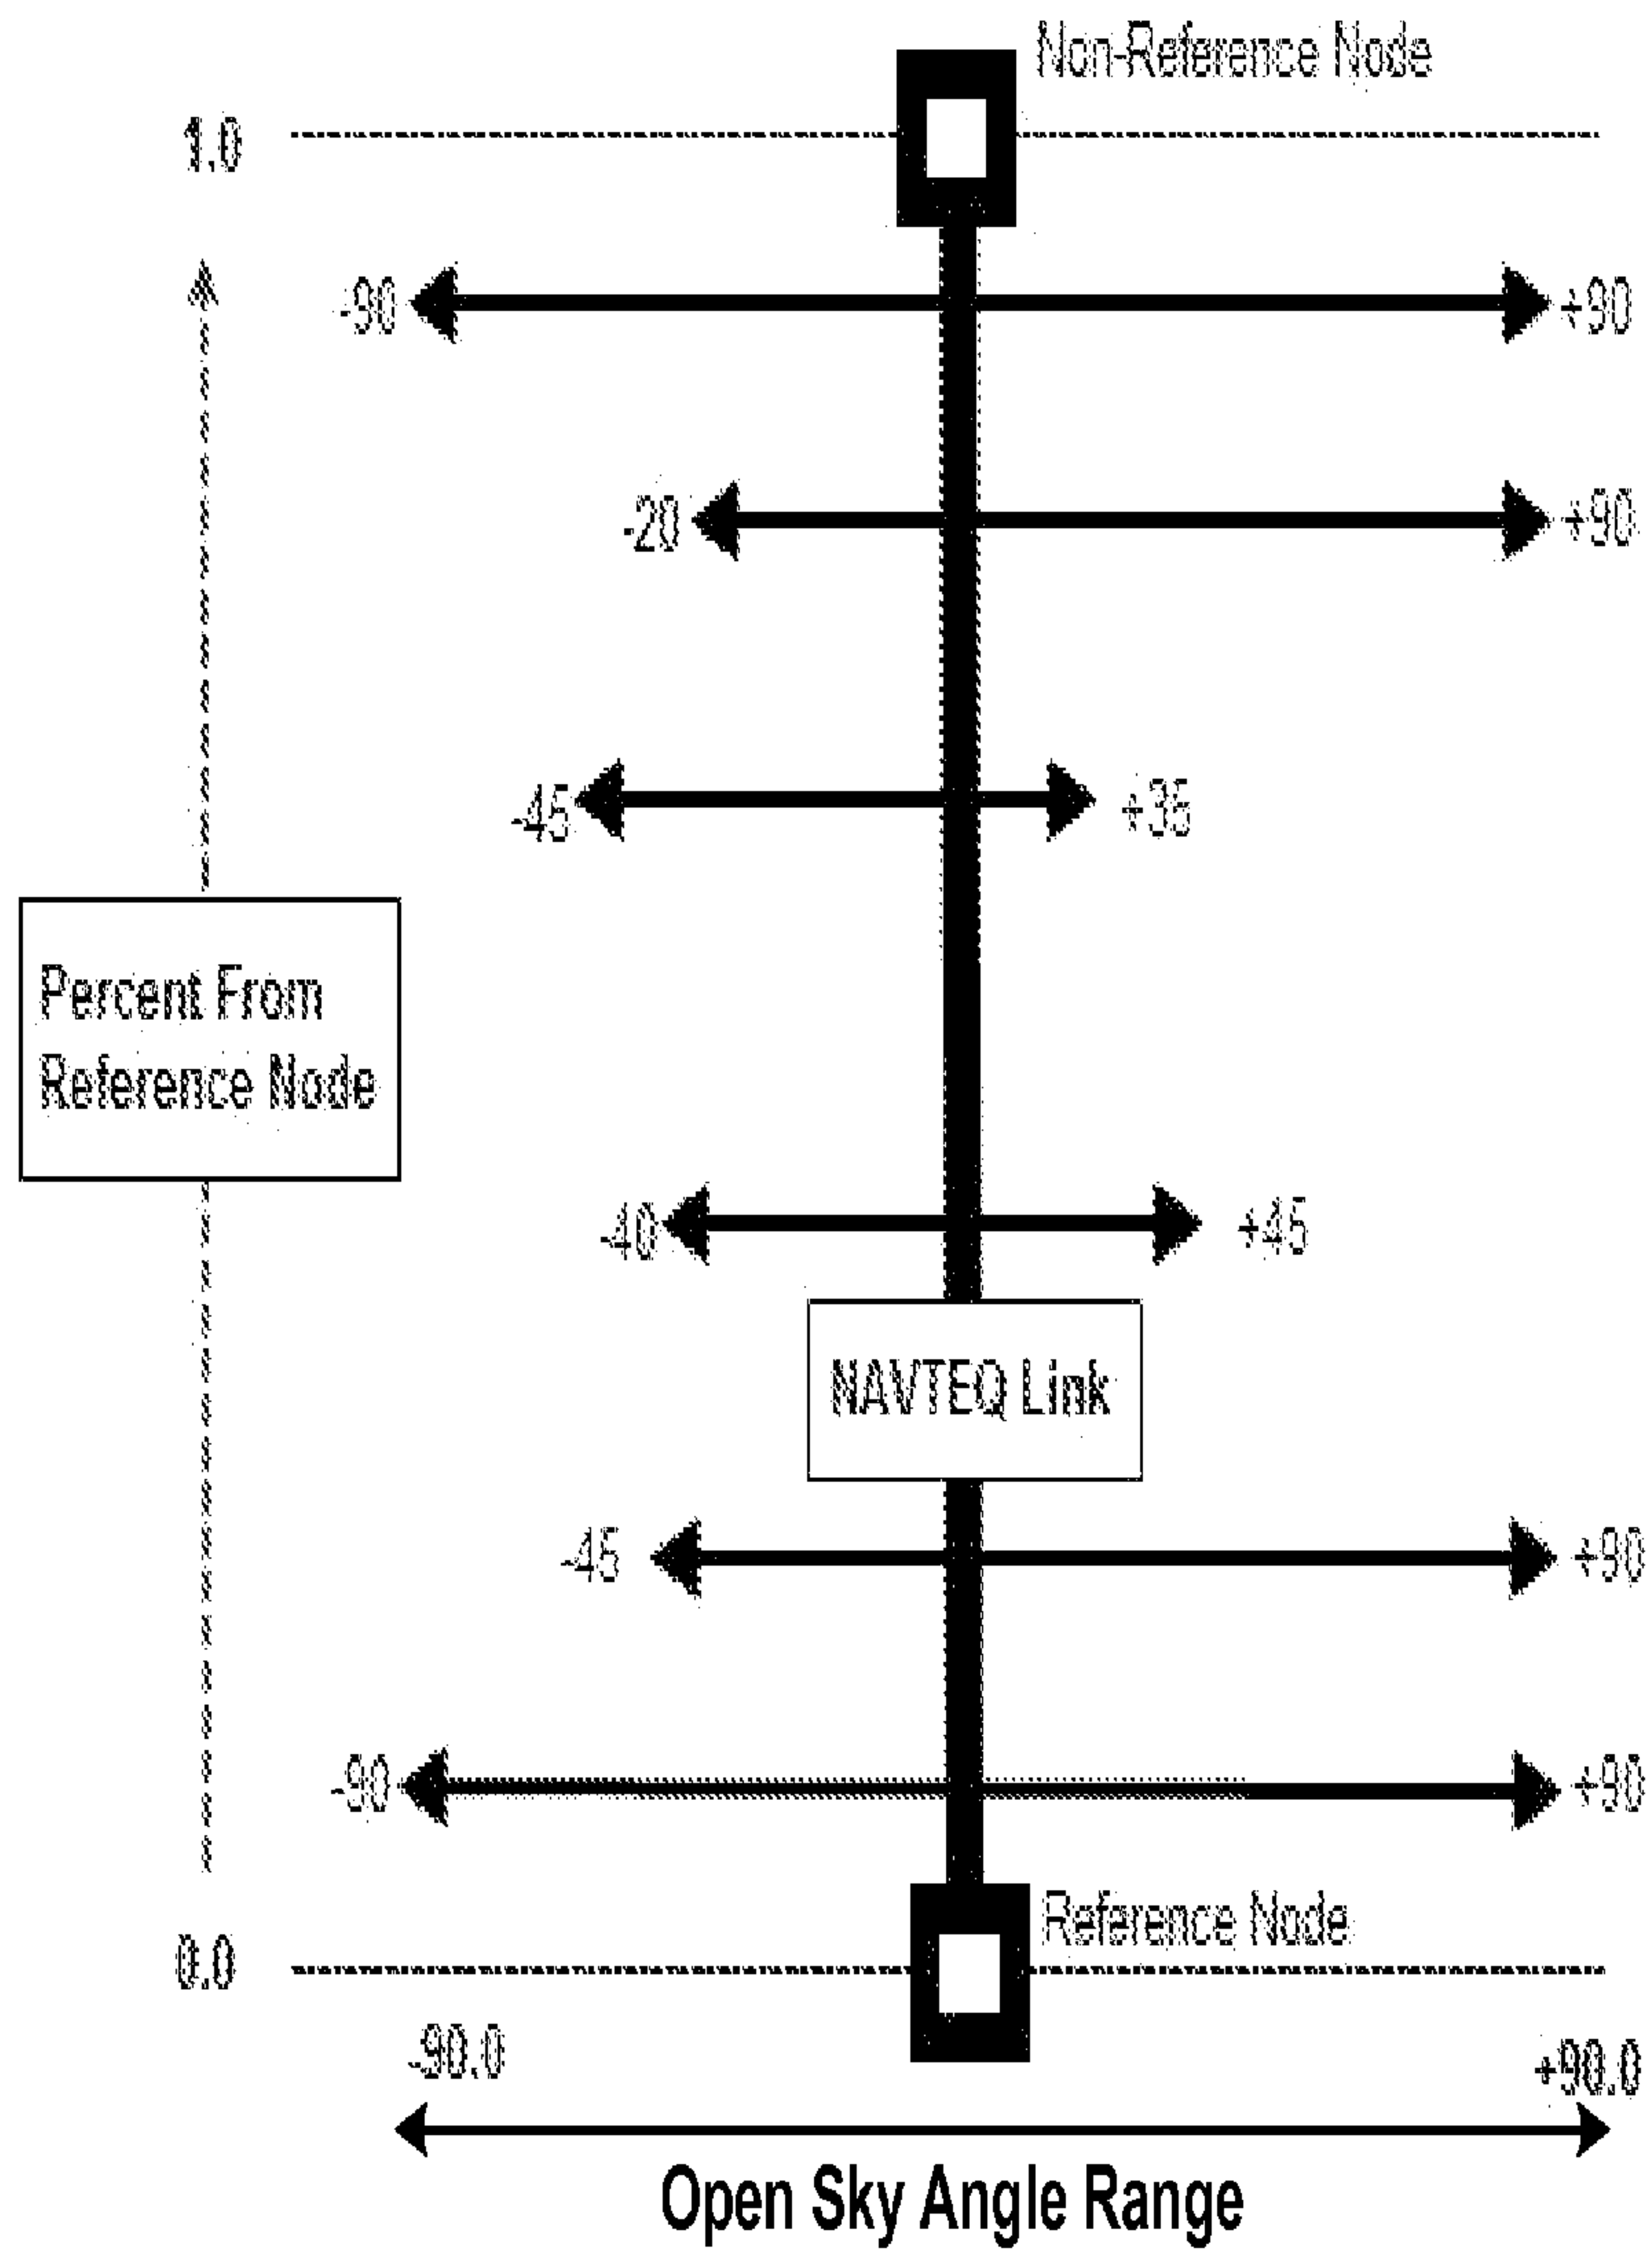 Non-Reference Node
1.0
-90 +90
-20 +90
-45 +35
Percent From
Reference Node
-40 +45
NAVTEQ Link
-45 +90
-90 +90
Reference Node
0.0
-90.0 +90.0
Open Sky Angle Range